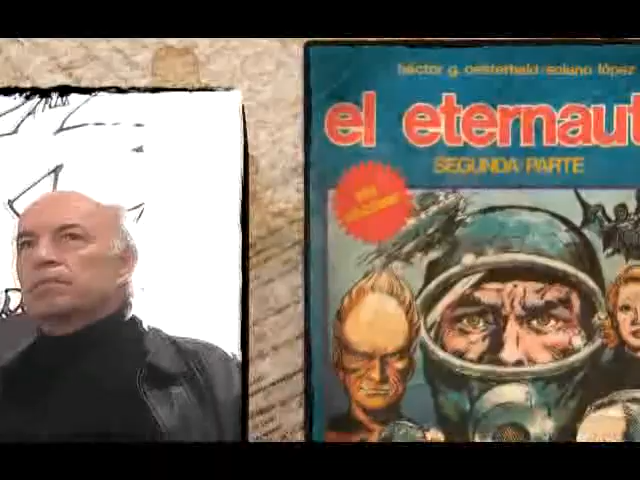 héctor g. oesterheld/solano lópez
el eternaut
SEGUNDA PARTE